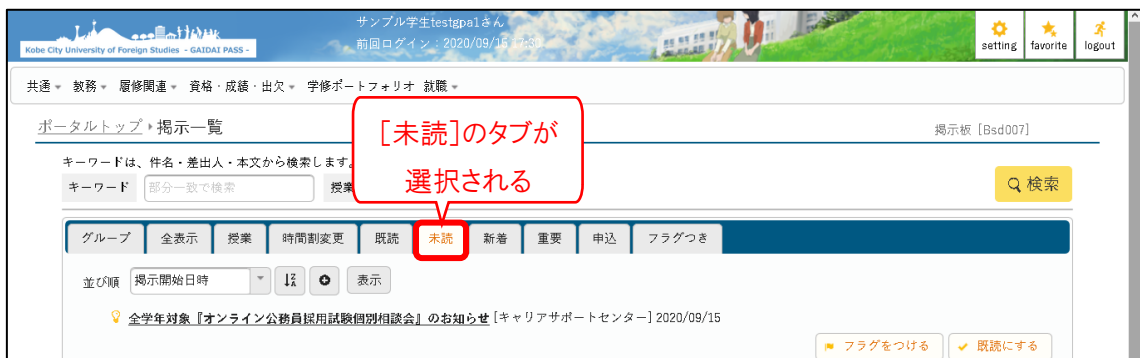 サンプル学生testgpa1さん
Kobe City University of Foreign Studies - GAIDAI PASS -
前回ログイン：2020/09/15 17:30
setting favorite logout
共通 教務 履修関連 資格・成績・出欠 学修ポートフォリオ 就職
ポータルトップ 掲示一覧
掲示板 [Bsd007]
[未読]のタブが
選択される
キーワードは、件名・差出人・本文から検索します。
キーワード 部分一致で検索 授業 検索
グループ 全表示 授業 時間割変更 既読 未読 新着 重要 申込 フラグつき
並び順 掲示開始日時 表示
全学年対象『オンライン公務員採用試験個別相談会』のお知らせ [キャリアサポートセンター] 2020/09/15
フラグをつける 既読にする